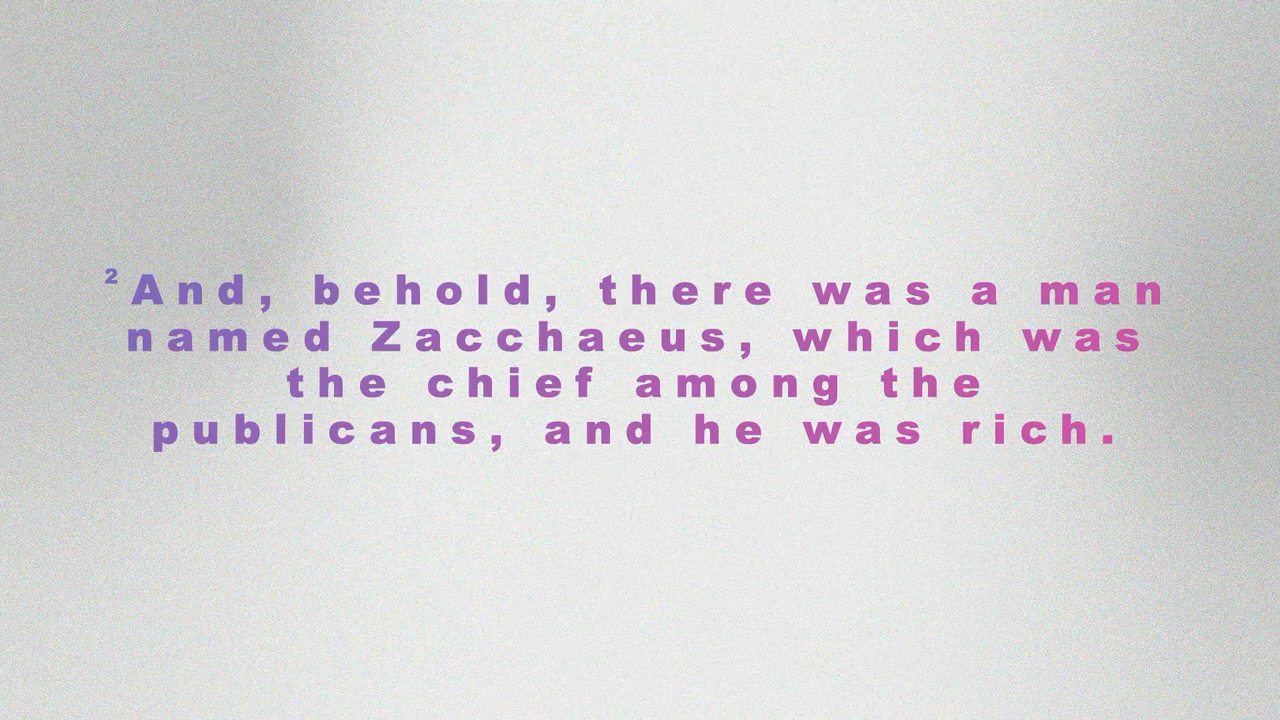 ²And, behold, there was a man
named Zacchaeus, which was
the chief among the
publicans, and he was rich.